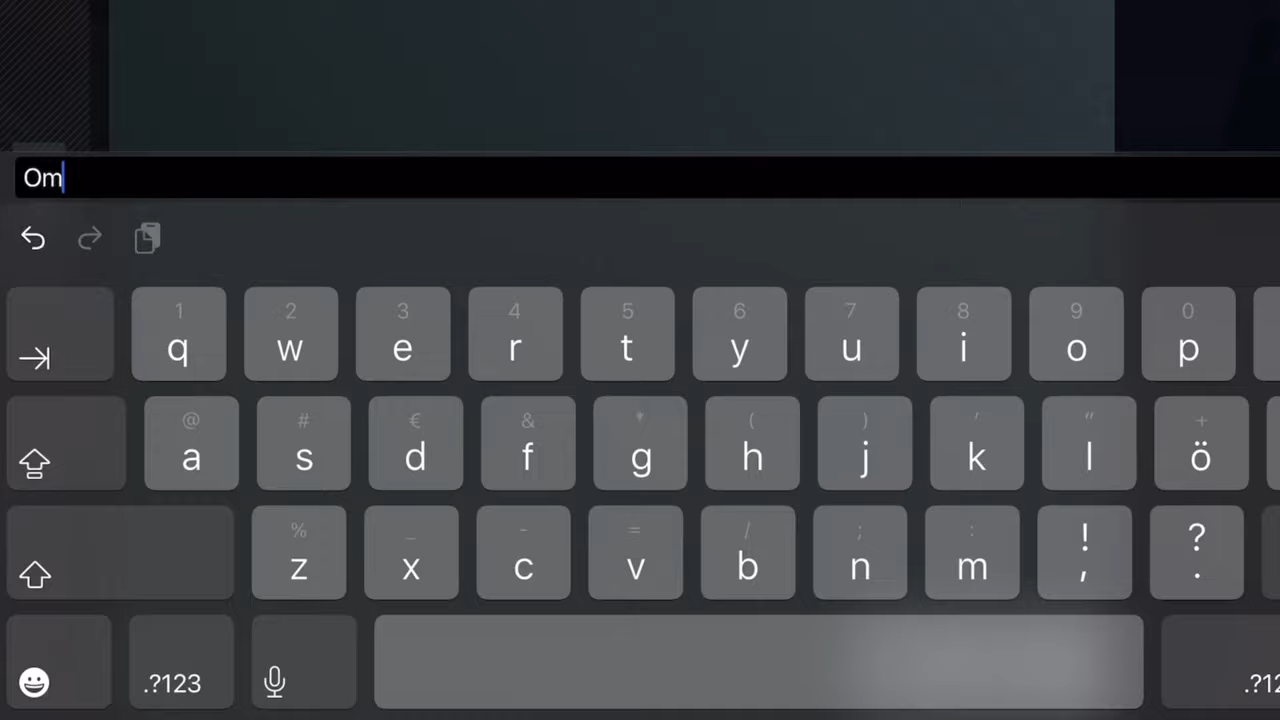 Om
1 2 3 4 5 6 7 8 9 0
q w e r t y u i o p
@ # € & * ( ) ' "  +
a s d f g h j k l ö
% _ - = / ; : ! ?
z x c v b n m , .
.?123 .?12